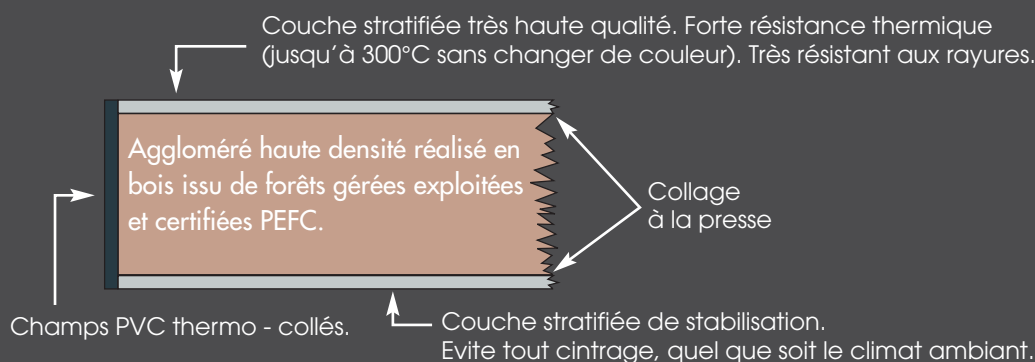 Couche stratifiée très haute qualité. Forte résistance thermique
(jusqu'à 300°C sans changer de couleur). Très résistant aux rayures.
Aggloméré haute densité réalisé en
bois issu de forêts gérées exploitées
et certifiées PEFC.
Collage
à la presse
Champs PVC thermo - collés.
Couche stratifiée de stabilisation.
Evite tout cintrage, quel que soit le climat ambiant.